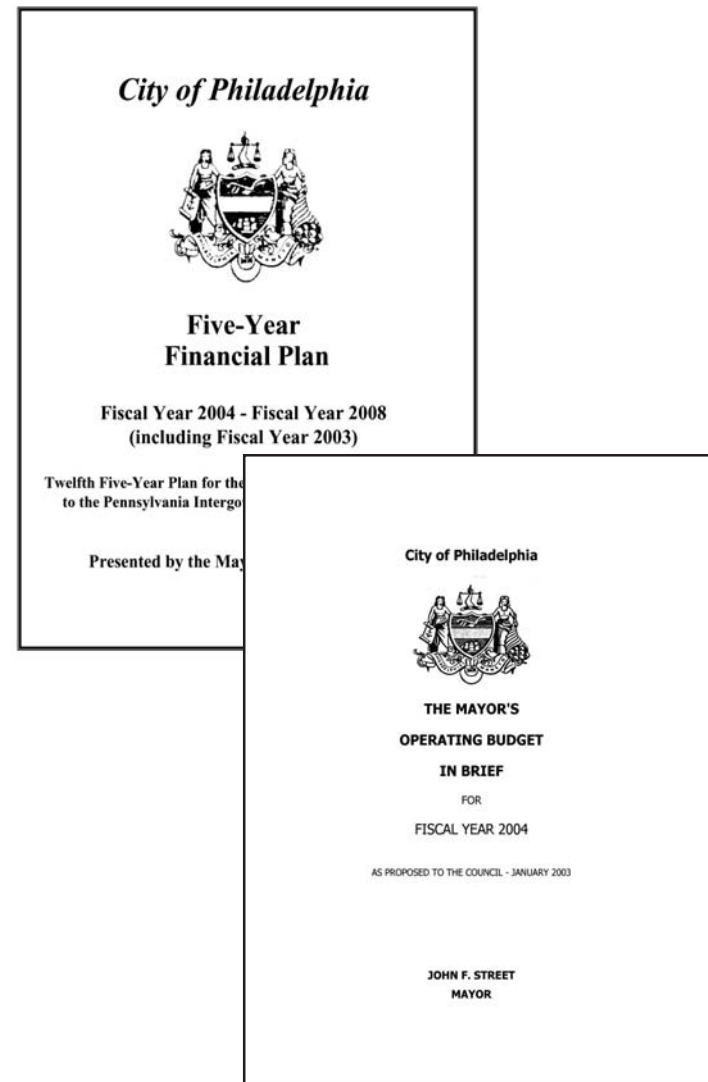 City of Philadelphia
Five-Year
Financial Plan
Fiscal Year 2004 - Fiscal Year 2008
(including Fiscal Year 2003)
Twelfth Five-Year Plan for the
to the Pennsylvania
Presented by the
City of Philadelphia
THE MAYOR'S
OPERATING BUDGET
IN BRIEF
FOR
FISCAL YEAR 2004
AS PROPOSED TO THE COUNCIL - JANUARY 2003
JOHN F. STREET
MAYOR